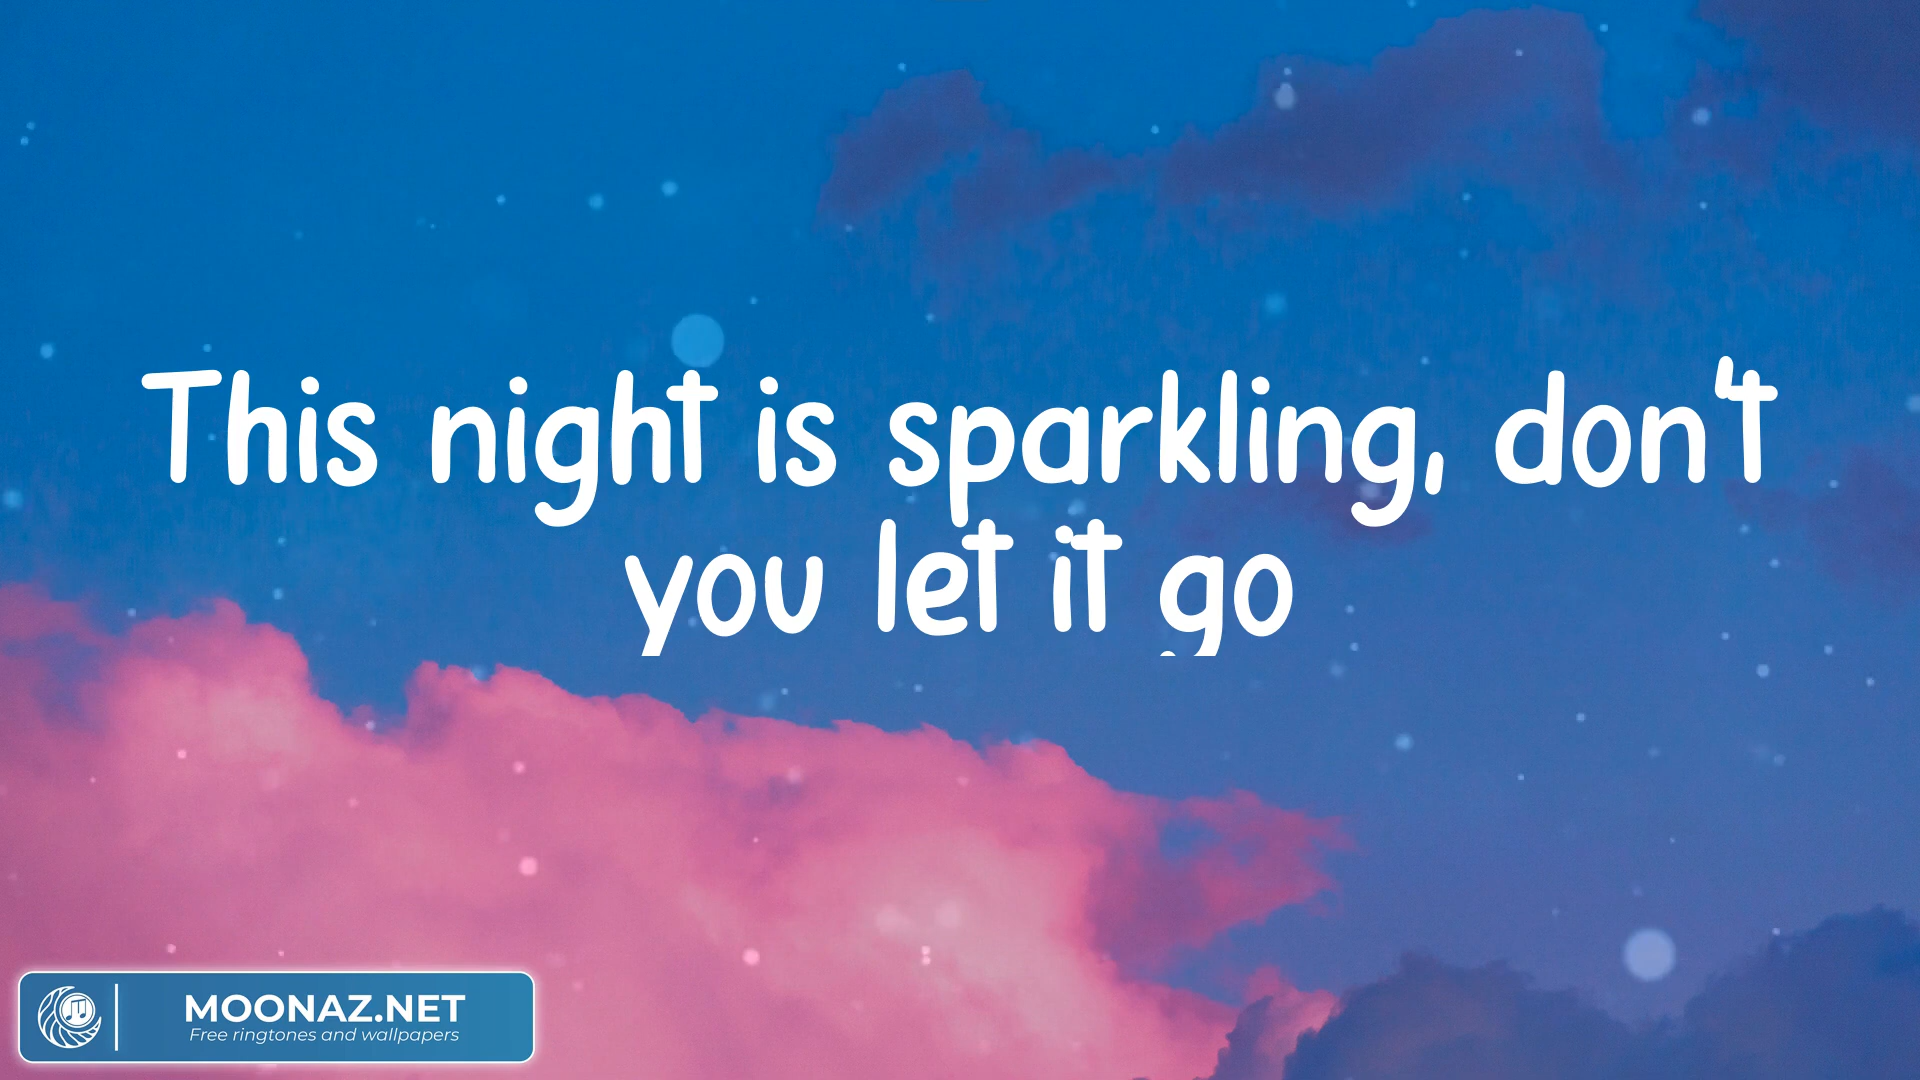 This night is sparkling, don't
you let it go
MOONAZ.NET
Free ringtones and wallpapers